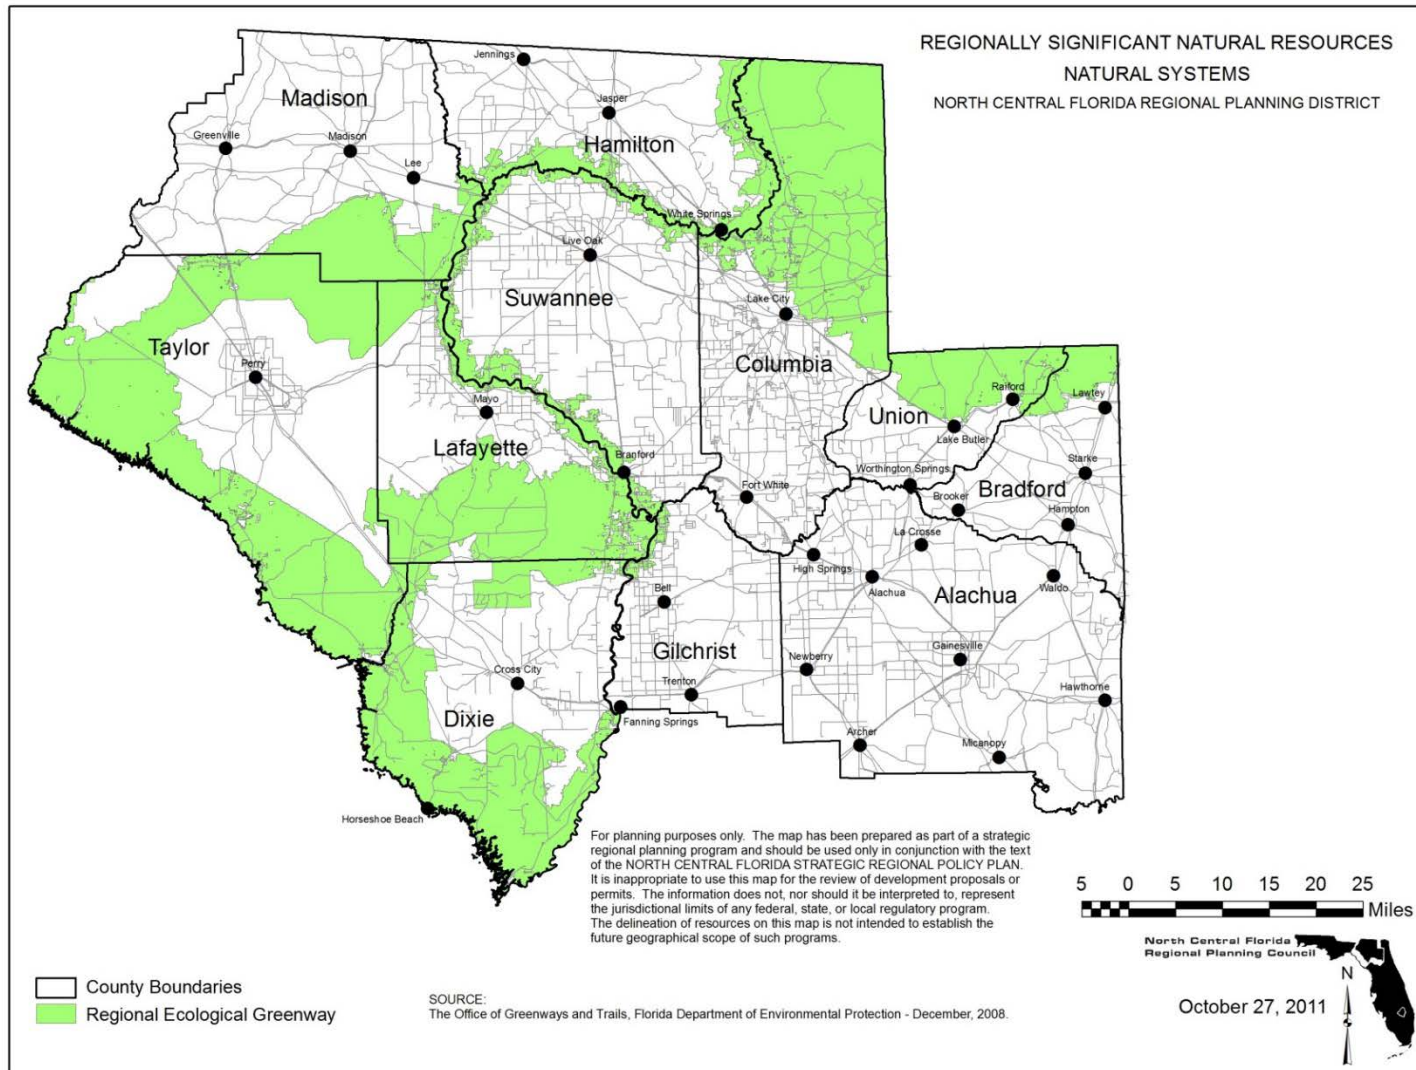 REGIONALLY SIGNIFICANT NATURAL RESOURCES
NATURAL SYSTEMS
NORTH CENTRAL FLORIDA REGIONAL PLANNING DISTRICT
Jennings
Madison
Jasper
Greenville
Madison
Hamilton
Lee
White Springs
Live Oak
Suwannee
Lake City
Taylor
Perry
Columbia
Raiford
Lawtey
Mayo
Union
Lafayette
Lake Butler
Branford
Worthington Springs
Starke
Fort White
Bradford
Brooker
Hampton
La Crosse
High Springs
Bell
Alachua
Alachua
Waldo
Gilchrist
Gainesville
Newberry
Cross City
Trenton
Hawthorne
Dixie
Fanning Springs
Archer
Micanopy
Horseshoe Beach
For planning purposes only. The map has been prepared as part of a strategic
regional planning program and should be used only in conjunction with the text
of the NORTH CENTRAL FLORIDA STRATEGIC REGIONAL POLICY PLAN.
It is inappropriate to use this map for the review of development proposals or
permits. The information does not, nor should it be interpreted to, represent
the jurisdictional limits of any federal, state, or local regulatory program.
The delineation of resources on this map is not intended to establish the
future geographical scope of such programs.
5 0 5 10 15 20 25
Miles
North Central Florida
Regional Planning Council
N
County Boundaries
Regional Ecological Greenway
SOURCE:
The Office of Greenways and Trails, Florida Department of Environmental Protection - December, 2008.
October 27, 2011